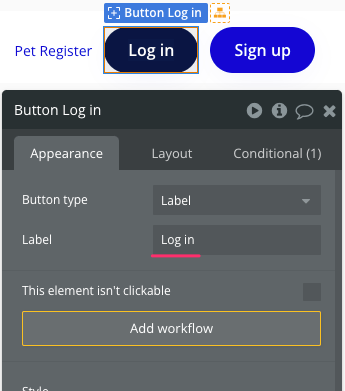 Button Log in
Pet Register
Log in
Sign up
Button Log in
Appearance
Layout
Conditional (1)
Button type
Label
Label
Log in
This element isn't clickable
Add workflow
Style